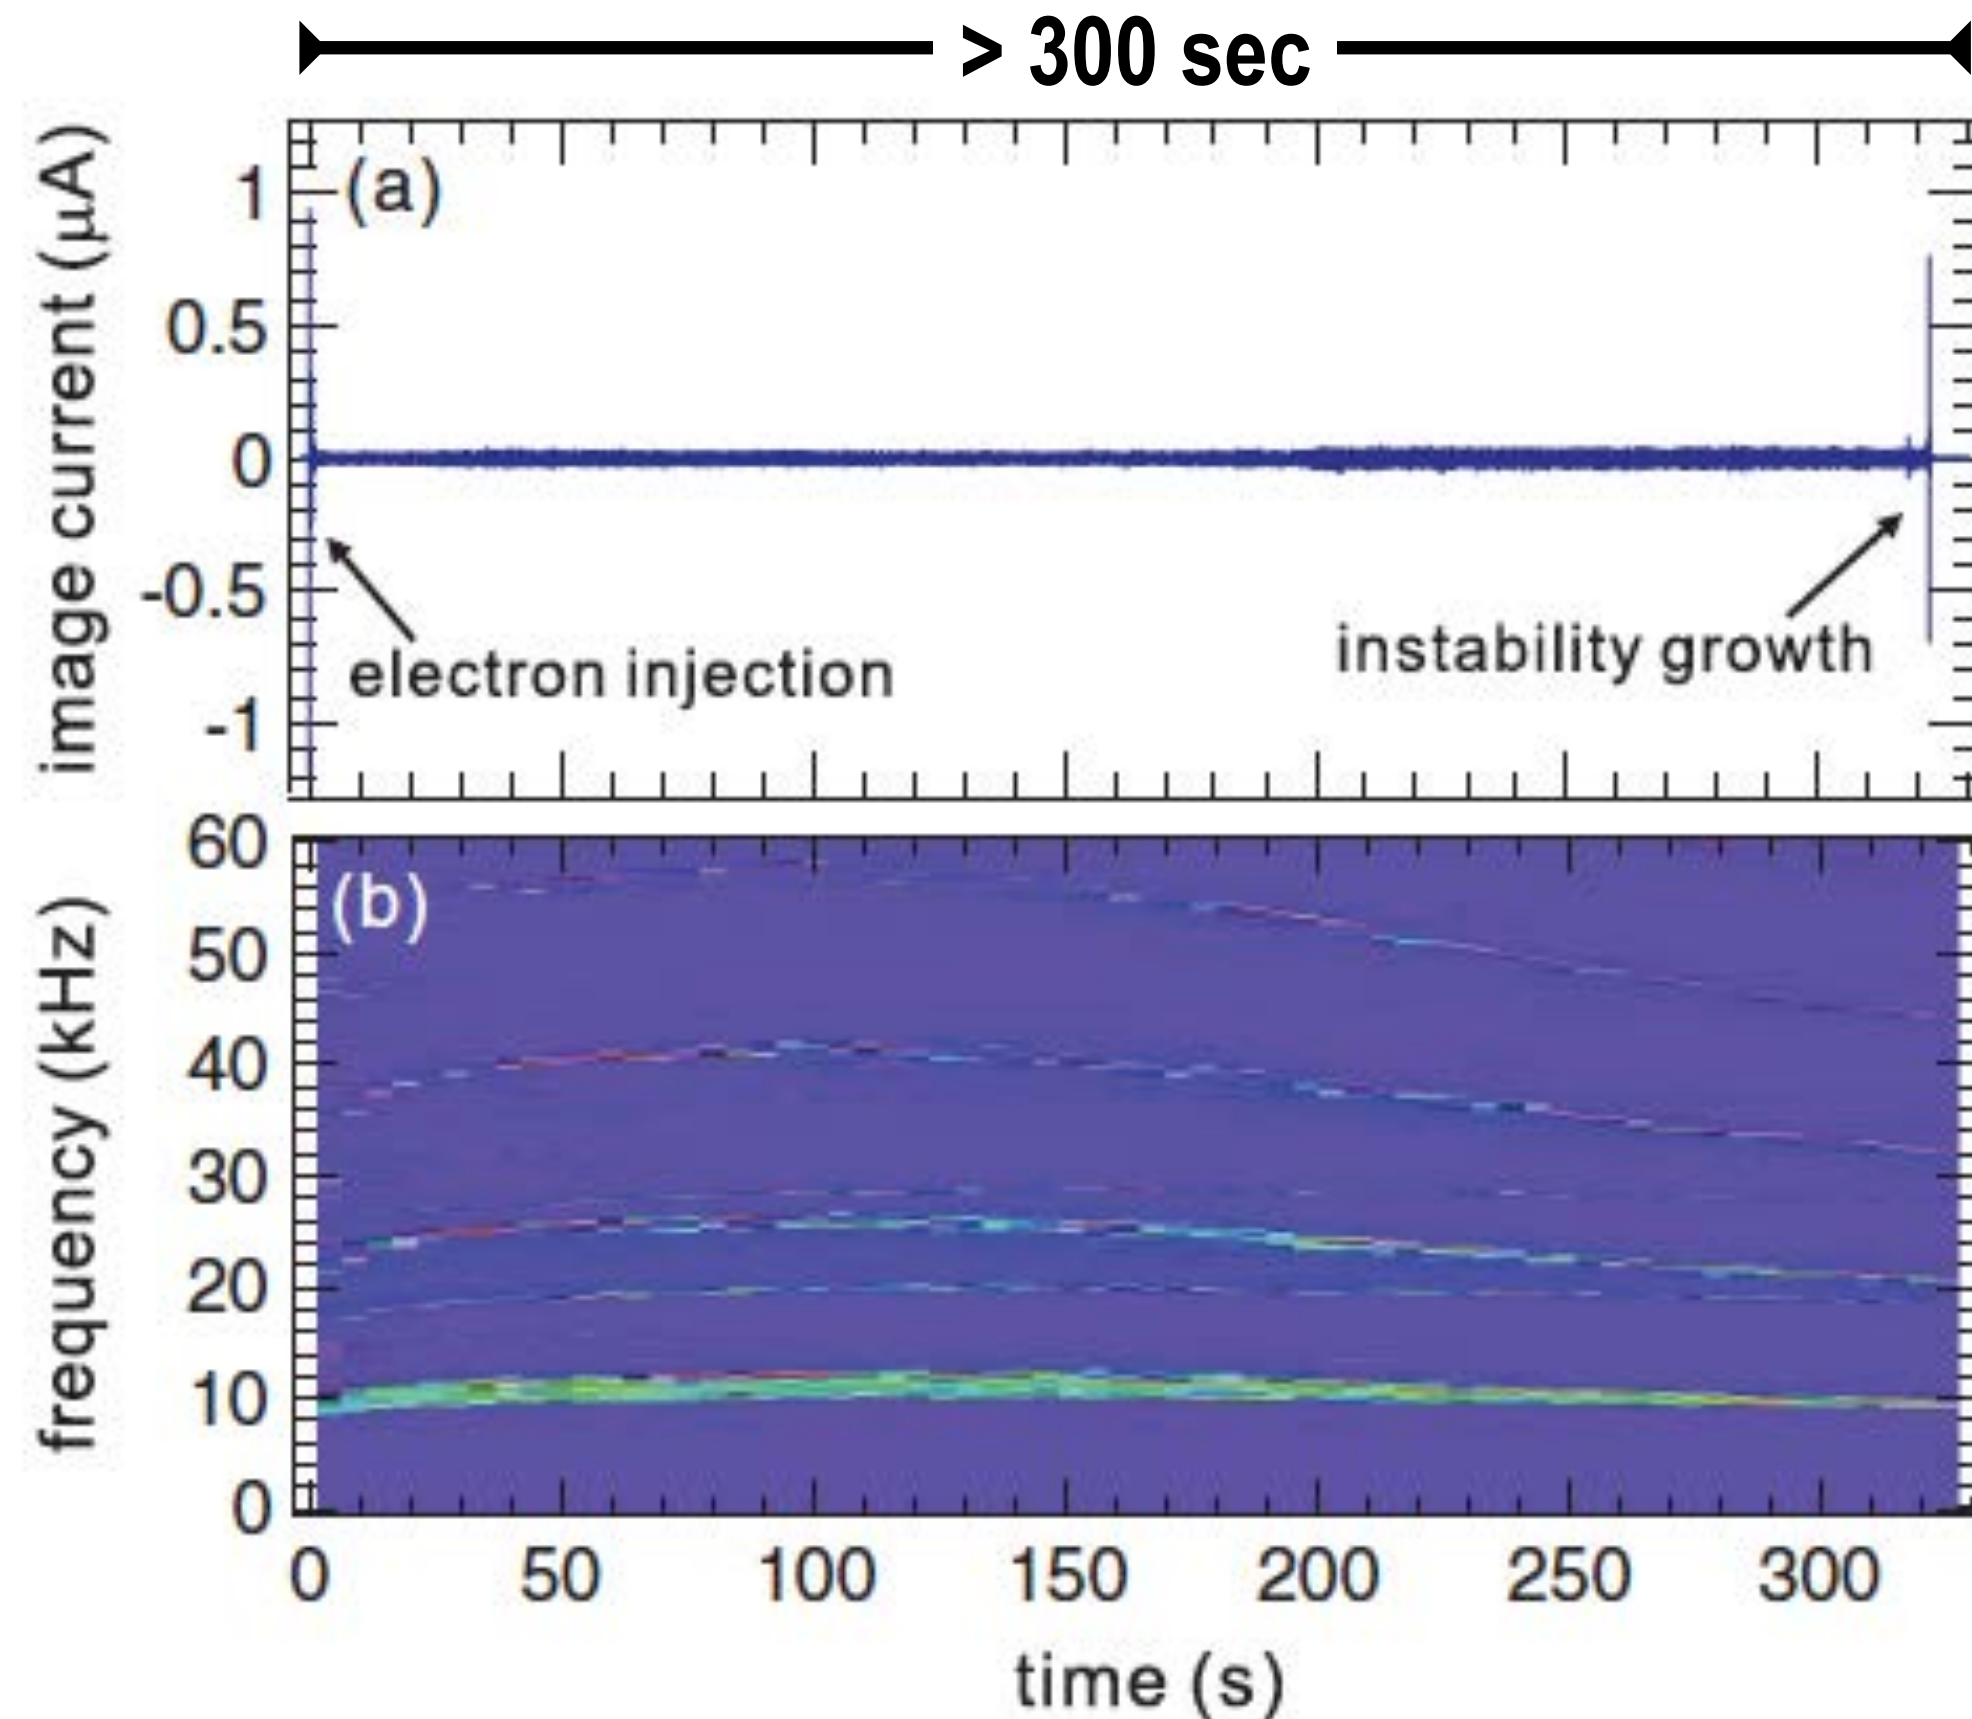 > 300 sec
image current (μA)
1
0.5
0
-0.5
-1
(a)
electron injection
instability growth
frequency (kHz)
60
50
40
30
20
10
0
(b)
0 50 100 150 200 250 300
time (s)